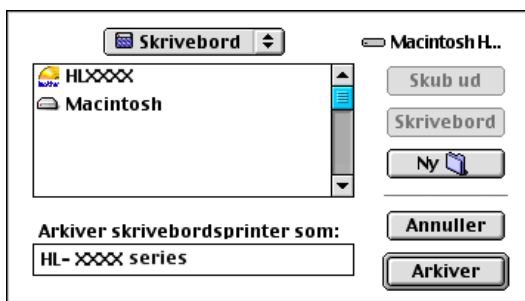 Skrivebord
Macintosh H...
HLXXXX
Macintosh
Skub ud
Skrivebord
Ny
Arkiver skrivebordsprinter som:
HL- XXXX series
Annuller
Arkiver